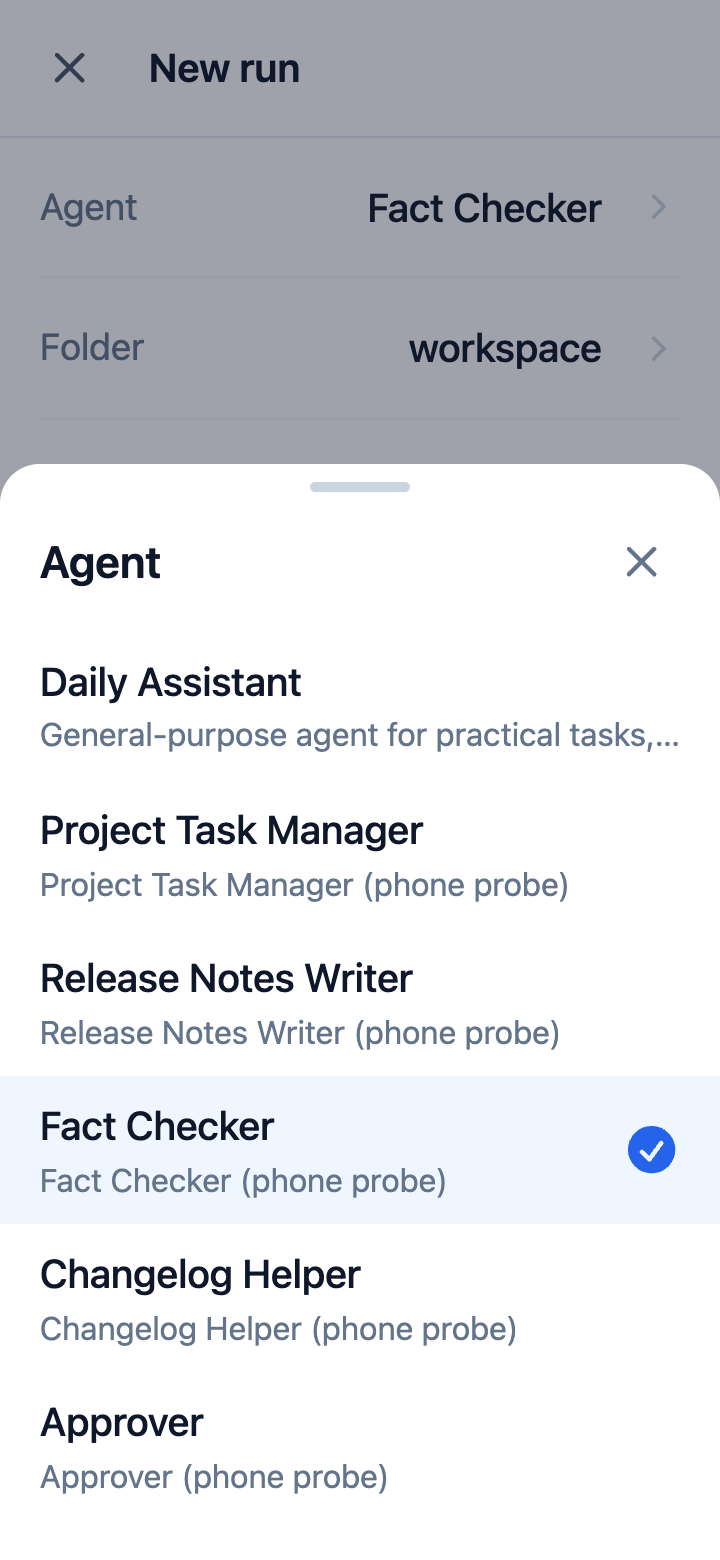 New run
Agent
Fact Checker
Folder
workspace
Agent
Daily Assistant
General-purpose agent for practical tasks,...
Project Task Manager
Project Task Manager (phone probe)
Release Notes Writer
Release Notes Writer (phone probe)
Fact Checker
Fact Checker (phone probe)
Changelog Helper
Changelog Helper (phone probe)
Approver
Approver (phone probe)